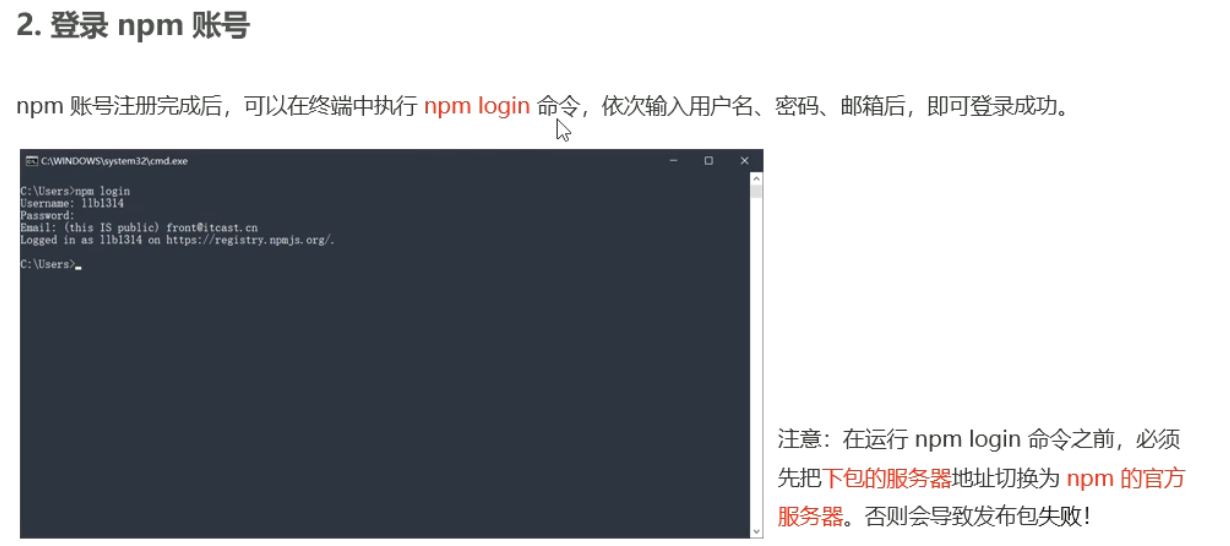 2. 登录 npm 账号
npm 账号注册完成后，可以在终端中执行 npm login 命令，依次输入用户名、密码、邮箱后，即可登录成功。
C:\WINDOWS\system32\cmd.exe
C:\Users>npm login
Username: llb1314
Password:
Email: (this IS public) front@itcast.cn
Logged in as llb1314 on https://registry.npmjs.org/.
C:\Users>
注意：在运行 npm login 命令之前，必须
先把下包的服务器地址切换为 npm 的官方
服务器。否则会导致发布包失败！